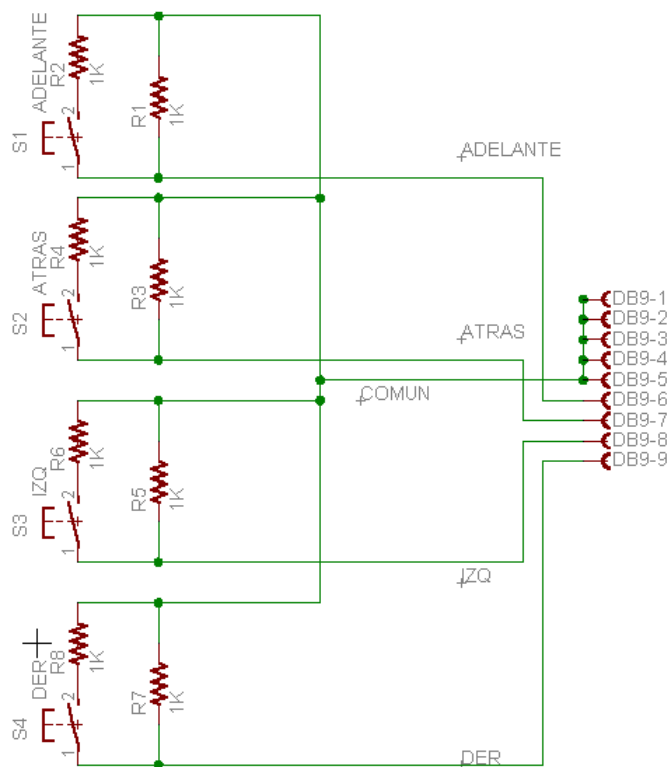 ADELANTE
R2
1K
2
S1
1
R1
1K
ADELANTE
ATRAS
R4
1K
2
S2
1
R3
1K
ATRAS
DB9-1
DB9-2
DB9-3
DB9-4
DB9-5
DB9-6
DB9-7
DB9-8
DB9-9
COMUN
IZQ
R6
1K
2
S3
1
R5
1K
IZQ
DER
R8
1K
2
S4
1
R7
1K
DER